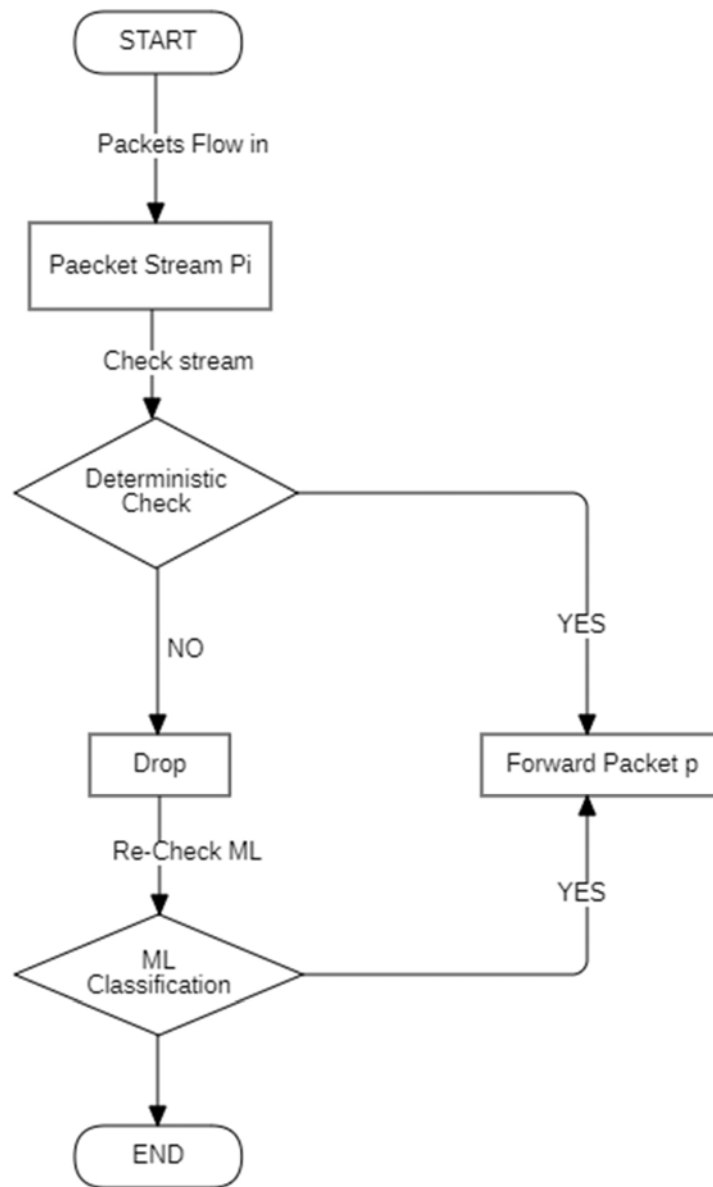 START
Packets Flow in
Paecket Stream Pi
Check stream
Deterministic
Check
YES
NO
Drop
Forward Packet p
Re-Check ML
YES
ML
Classification
END